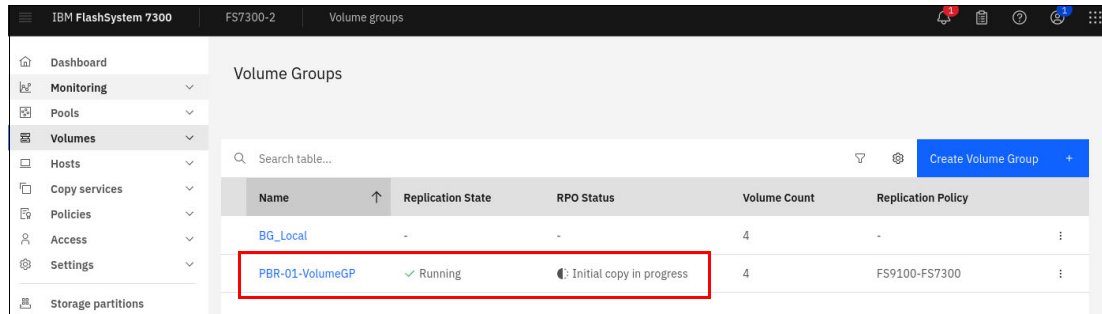 IBM FlashSystem 7300 FS7300-2 Volume groups 1 1
Dashboard
Volume Groups
Monitoring
Pools
Volumes
Hosts
Search table...
Create Volume Group +
Copy services
Name Replication State RPO Status Volume Count Replication Policy
Policies
Access
BG_Local - - 4 -
Settings
PBR-01-VolumeGP Running Initial copy in progress 4 FS9100-FS7300
Storage partitions